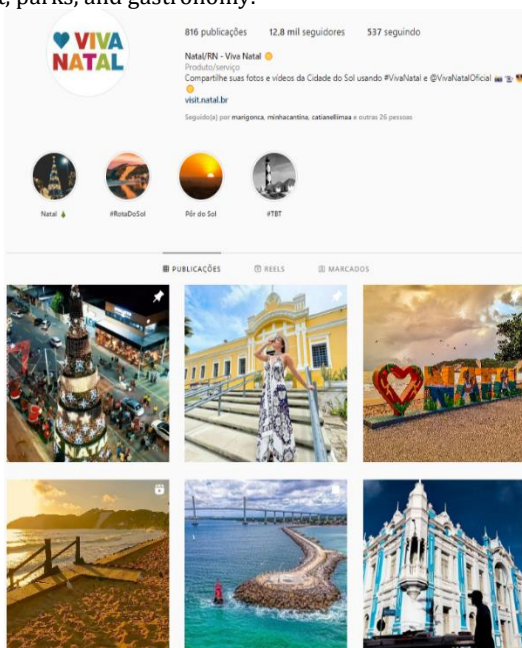 , parks, and gastronomy.
VIVA
NATAL
816 publicações 12,8 mil seguidores 537 seguindo
Natal/RN - Viva Natal
Produto/serviço
Compartilhe suas fotos e vídeos da Cidade do Sol usando #VivaNatal e @VivaNatalOficial
visit.natal.br
Seguido(a) por marigonca, minhacantina, catianellimaa e outras 26 pessoas
Natal #RotaDoSol Pôr do Sol #TBT
PUBLICAÇÕES REELS MARCADOS